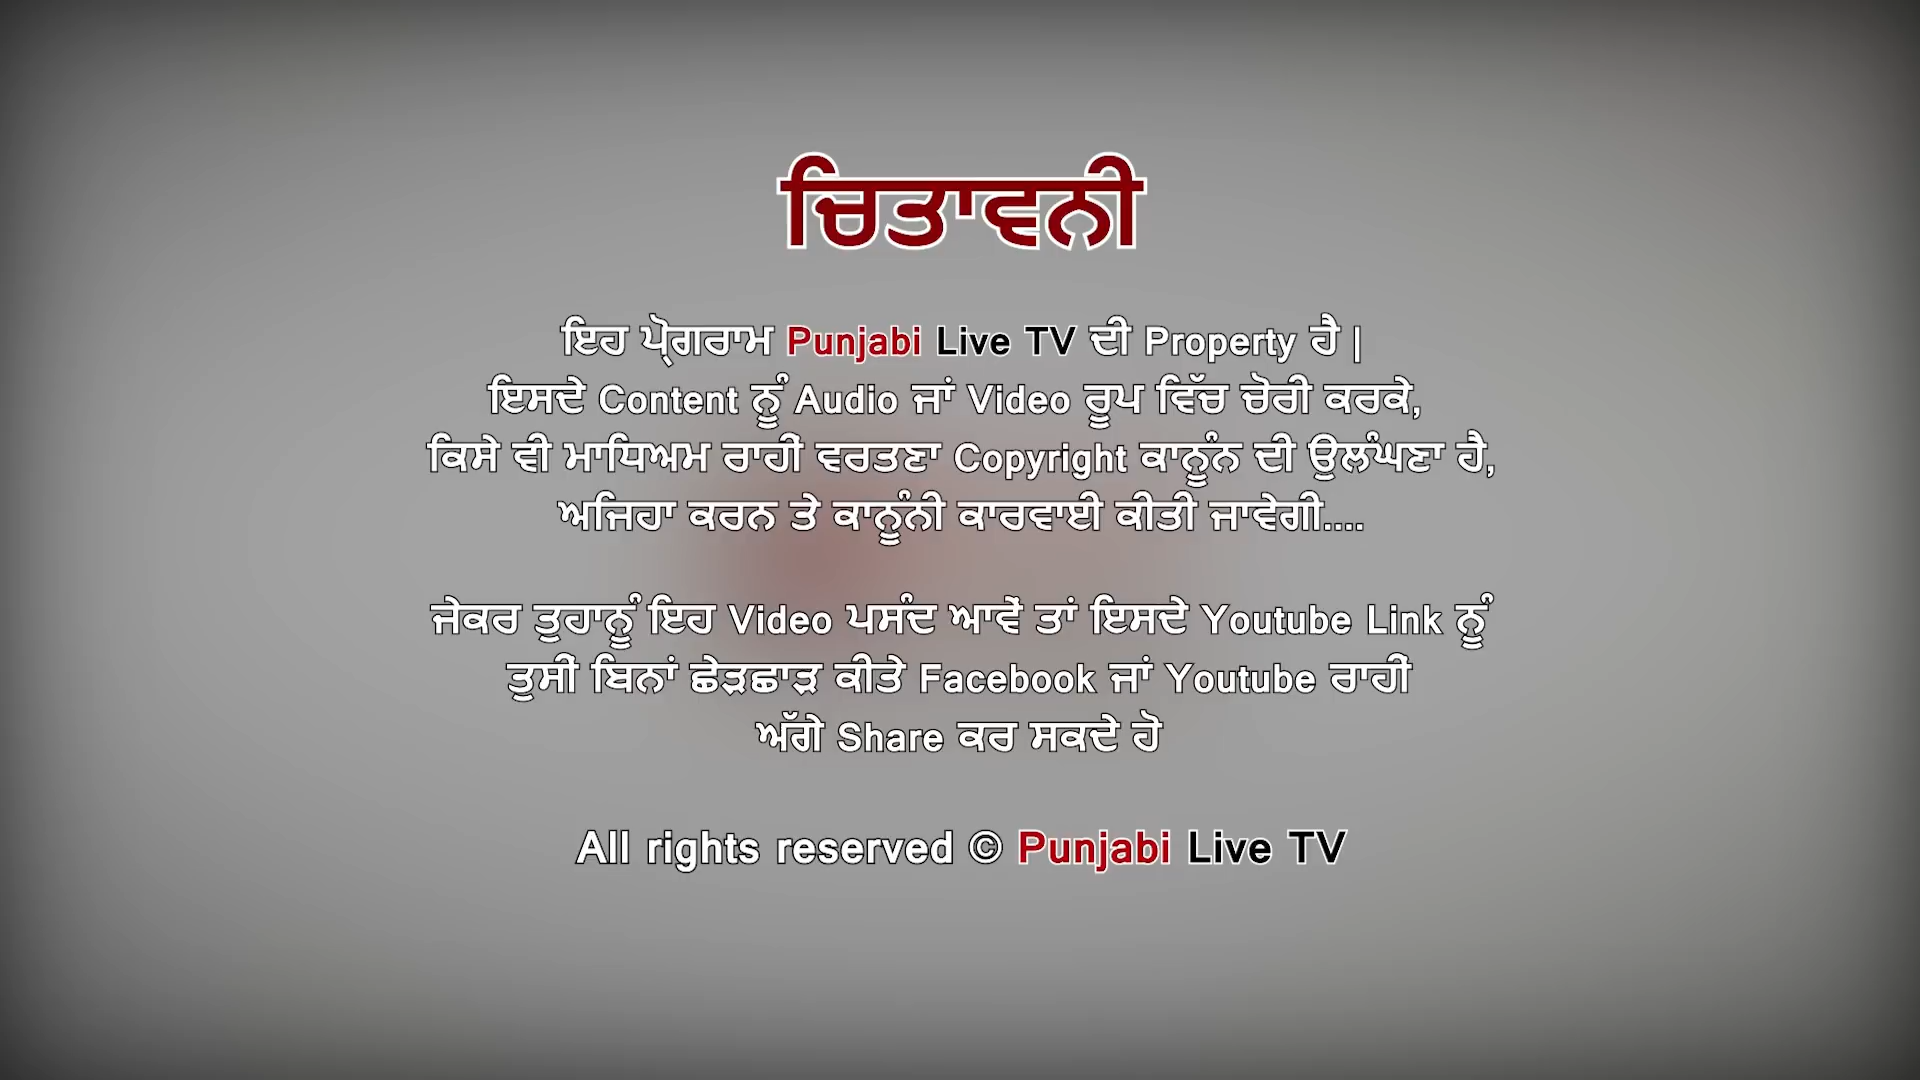 ਚਿਤਾਵਨੀ
ਇਹ ਪ੍ਰੋਗਰਾਮ Punjabi Live TV ਦੀ Property ਹੈ |
ਇਸਦੇ Content ਨੂੰ Audio ਜਾਂ Video ਰੂਪ ਵਿੱਚ ਚੋਰੀ ਕਰਕੇ,
ਕਿਸੇ ਵੀ ਮਾਧਿਅਮ ਰਾਹੀਂ ਵਰਤਣਾ Copyright ਕਾਨੂੰਨ ਦੀ ਉਲੰਘਣਾ ਹੈ,
ਅਜਿਹਾ ਕਰਨ ਤੇ ਕਾਨੂੰਨੀ ਕਾਰਵਾਈ ਕੀਤੀ ਜਾਵੇਗੀ....
ਜੇਕਰ ਤੁਹਾਨੂੰ ਇਹ Video ਪਸੰਦ ਆਵੇਂ ਤਾਂ ਇਸਦੇ Youtube Link ਨੂੰ
ਤੁਸੀਂ ਬਿਨਾਂ ਛੇੜਛਾੜ ਕੀਤੇ Facebook ਜਾਂ Youtube ਰਾਹੀਂ
ਅੱਗੇ Share ਕਰ ਸਕਦੇ ਹੋ
All rights reserved © Punjabi Live TV